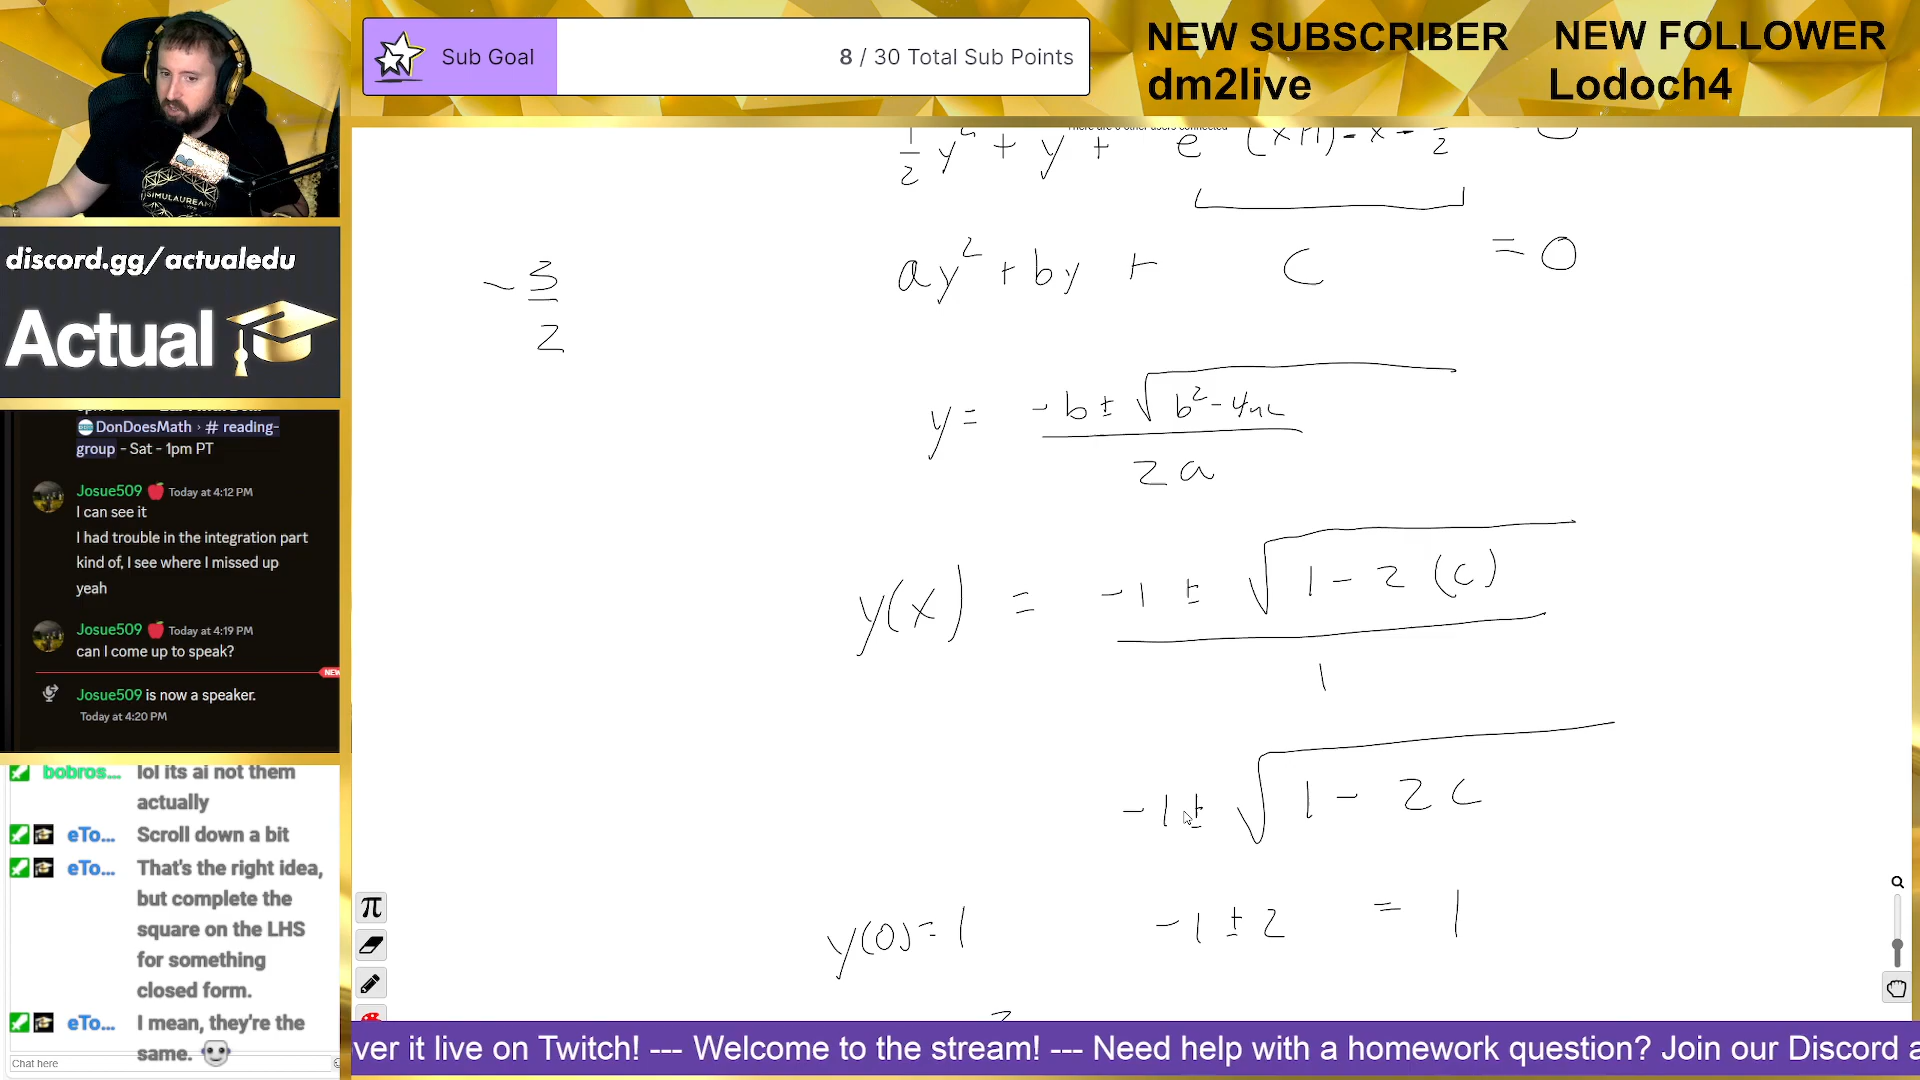 Sub Goal
8 / 30 Total Sub Points
NEW SUBSCRIBER
dm2live
NEW FOLLOWER
Lodoch4
SIMULAUREAM
discord.gg/actualedu
Actual
DonDoesMath › # reading-
group - Sat - 1pm PT
Josue509 🍎 Today at 4:12 PM
I can see it
I had trouble in the integration part
kind of, I see where I missed up
yeah
Josue509 🍎 Today at 4:19 PM
can I come up to speak?
NEW
Josue509 is now a speaker.
Today at 4:20 PM
bobros... lol its ai not them
actually
eTo... Scroll down a bit
eTo... That's the right idea,
but complete the
square on the LHS
for something
closed form.
eTo... I mean, they're the
same.
Chat here
ay² + by + C = 0
- 3/2
y = (-b ± √(b² - 4ac)) / 2a
y(x) = (-1 ± √(1 - 2(c))) / 1
-1 ± √(1 - 2c)
y(0) = 1 -1 ± 2 = 1
π
ver it live on Twitch! --- Welcome to the stream! --- Need help with a homework question? Join our Discord a